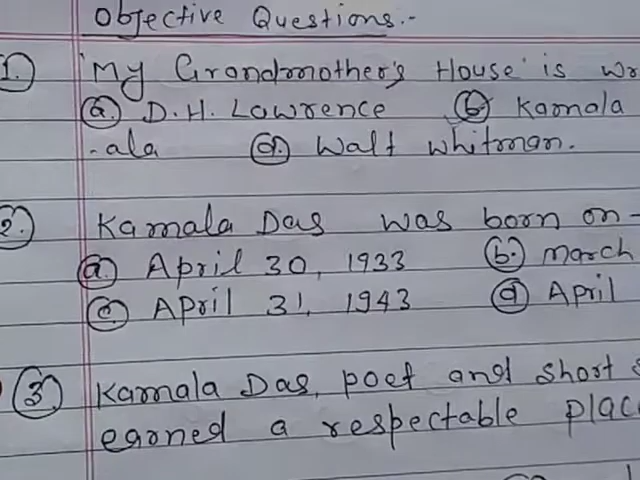 Objective Questions.-
1. 'My Grandmother's House' is wr
(a.) D.H. Lawrence (b) Kamala
-ala (d.) Walt whitman.
2. Kamala Das was born on-
(a.) April 30, 1933 (b.) march
(c.) April 31, 1943 (d) April
(3.) Kamala Das, poet and short s
earned a respectable plac